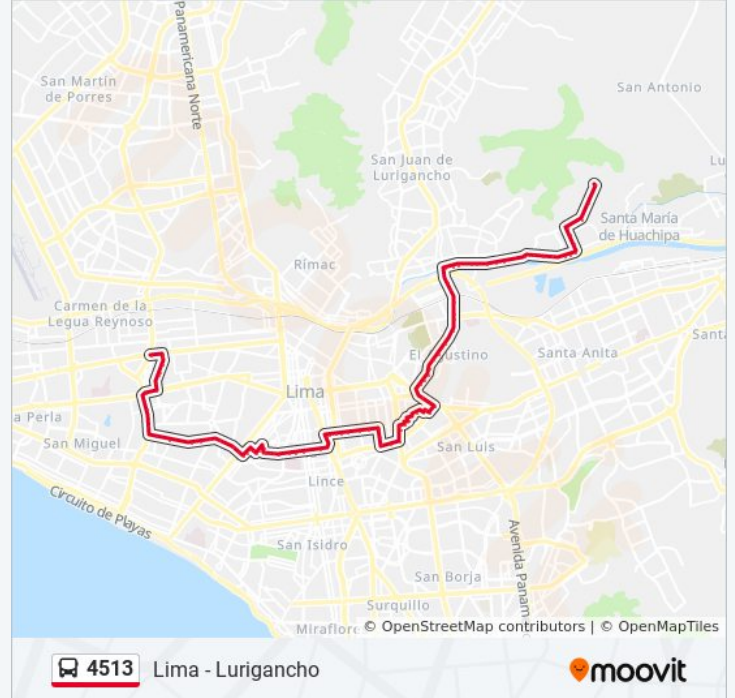 Panamericana Norte
San Martín
de Porres
San Antonio
San Juan de
Lurigancho
Lu
Santa María
de Huachipa
Rímac
Carmen de la
Legua Reynoso
Santa
El Agustino
Santa Anita
Lima
a Perla
San Miguel
San Luis
Lince
Circuito de Playas
San Isidro
Avenida Panam
San Borja
Surquillo
Miraflore
© OpenStreetMap contributors | © OpenMapTiles
4513 Lima - Lurigancho
moovit